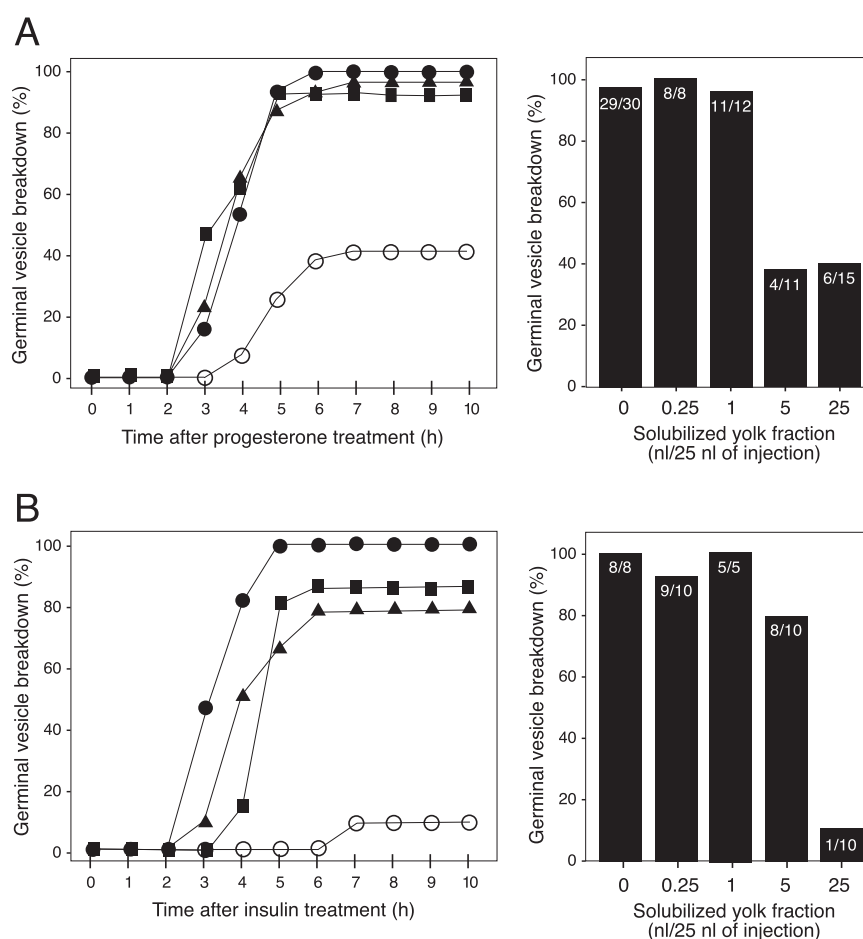 A
Germinal vesicle breakdown (%)
100
80
60
40
20
0
0 1 2 3 4 5 6 7 8 9 10
Time after progesterone treatment (h)
Germinal vesicle breakdown (%)
100
80
60
40
20
0
29/30 8/8 11/12 4/11 6/15
0 0.25 1 5 25
Solubilized yolk fraction
(nl/25 nl of injection)
B
Germinal vesicle breakdown (%)
100
80
60
40
20
0
0 1 2 3 4 5 6 7 8 9 10
Time after insulin treatment (h)
Germinal vesicle breakdown (%)
100
80
60
40
20
0
8/8 9/10 5/5 8/10 1/10
0 0.25 1 5 25
Solubilized yolk fraction
(nl/25 nl of injection)